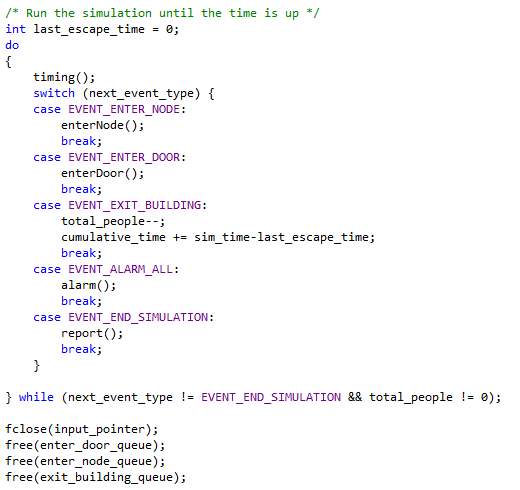 /* Run the simulation until the time is up */
int last_escape_time = 0;
do
{
    timing();
    switch (next_event_type) {
    case EVENT_ENTER_NODE:
        enterNode();
        break;
    case EVENT_ENTER_DOOR:
        enterDoor();
        break;
    case EVENT_EXIT_BUILDING:
        total_people--;
        cumulative_time += sim_time-last_escape_time;
        break;
    case EVENT_ALARM_ALL:
        alarm();
        break;
    case EVENT_END_SIMULATION:
        report();
        break;
    }

} while (next_event_type != EVENT_END_SIMULATION && total_people != 0);

fclose(input_pointer);
free(enter_door_queue);
free(enter_node_queue);
free(exit_building_queue);